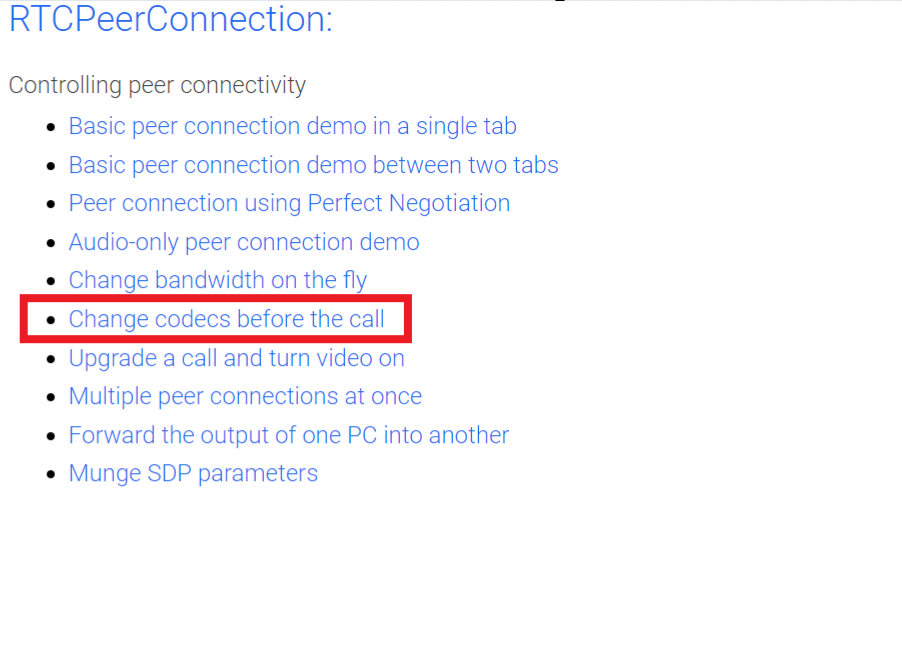 RTCPeerConnection:
Controlling peer connectivity
Basic peer connection demo in a single tab
Basic peer connection demo between two tabs
Peer connection using Perfect Negotiation
Audio-only peer connection demo
Change bandwidth on the fly
Change codecs before the call
Upgrade a call and turn video on
Multiple peer connections at once
Forward the output of one PC into another
Munge SDP parameters